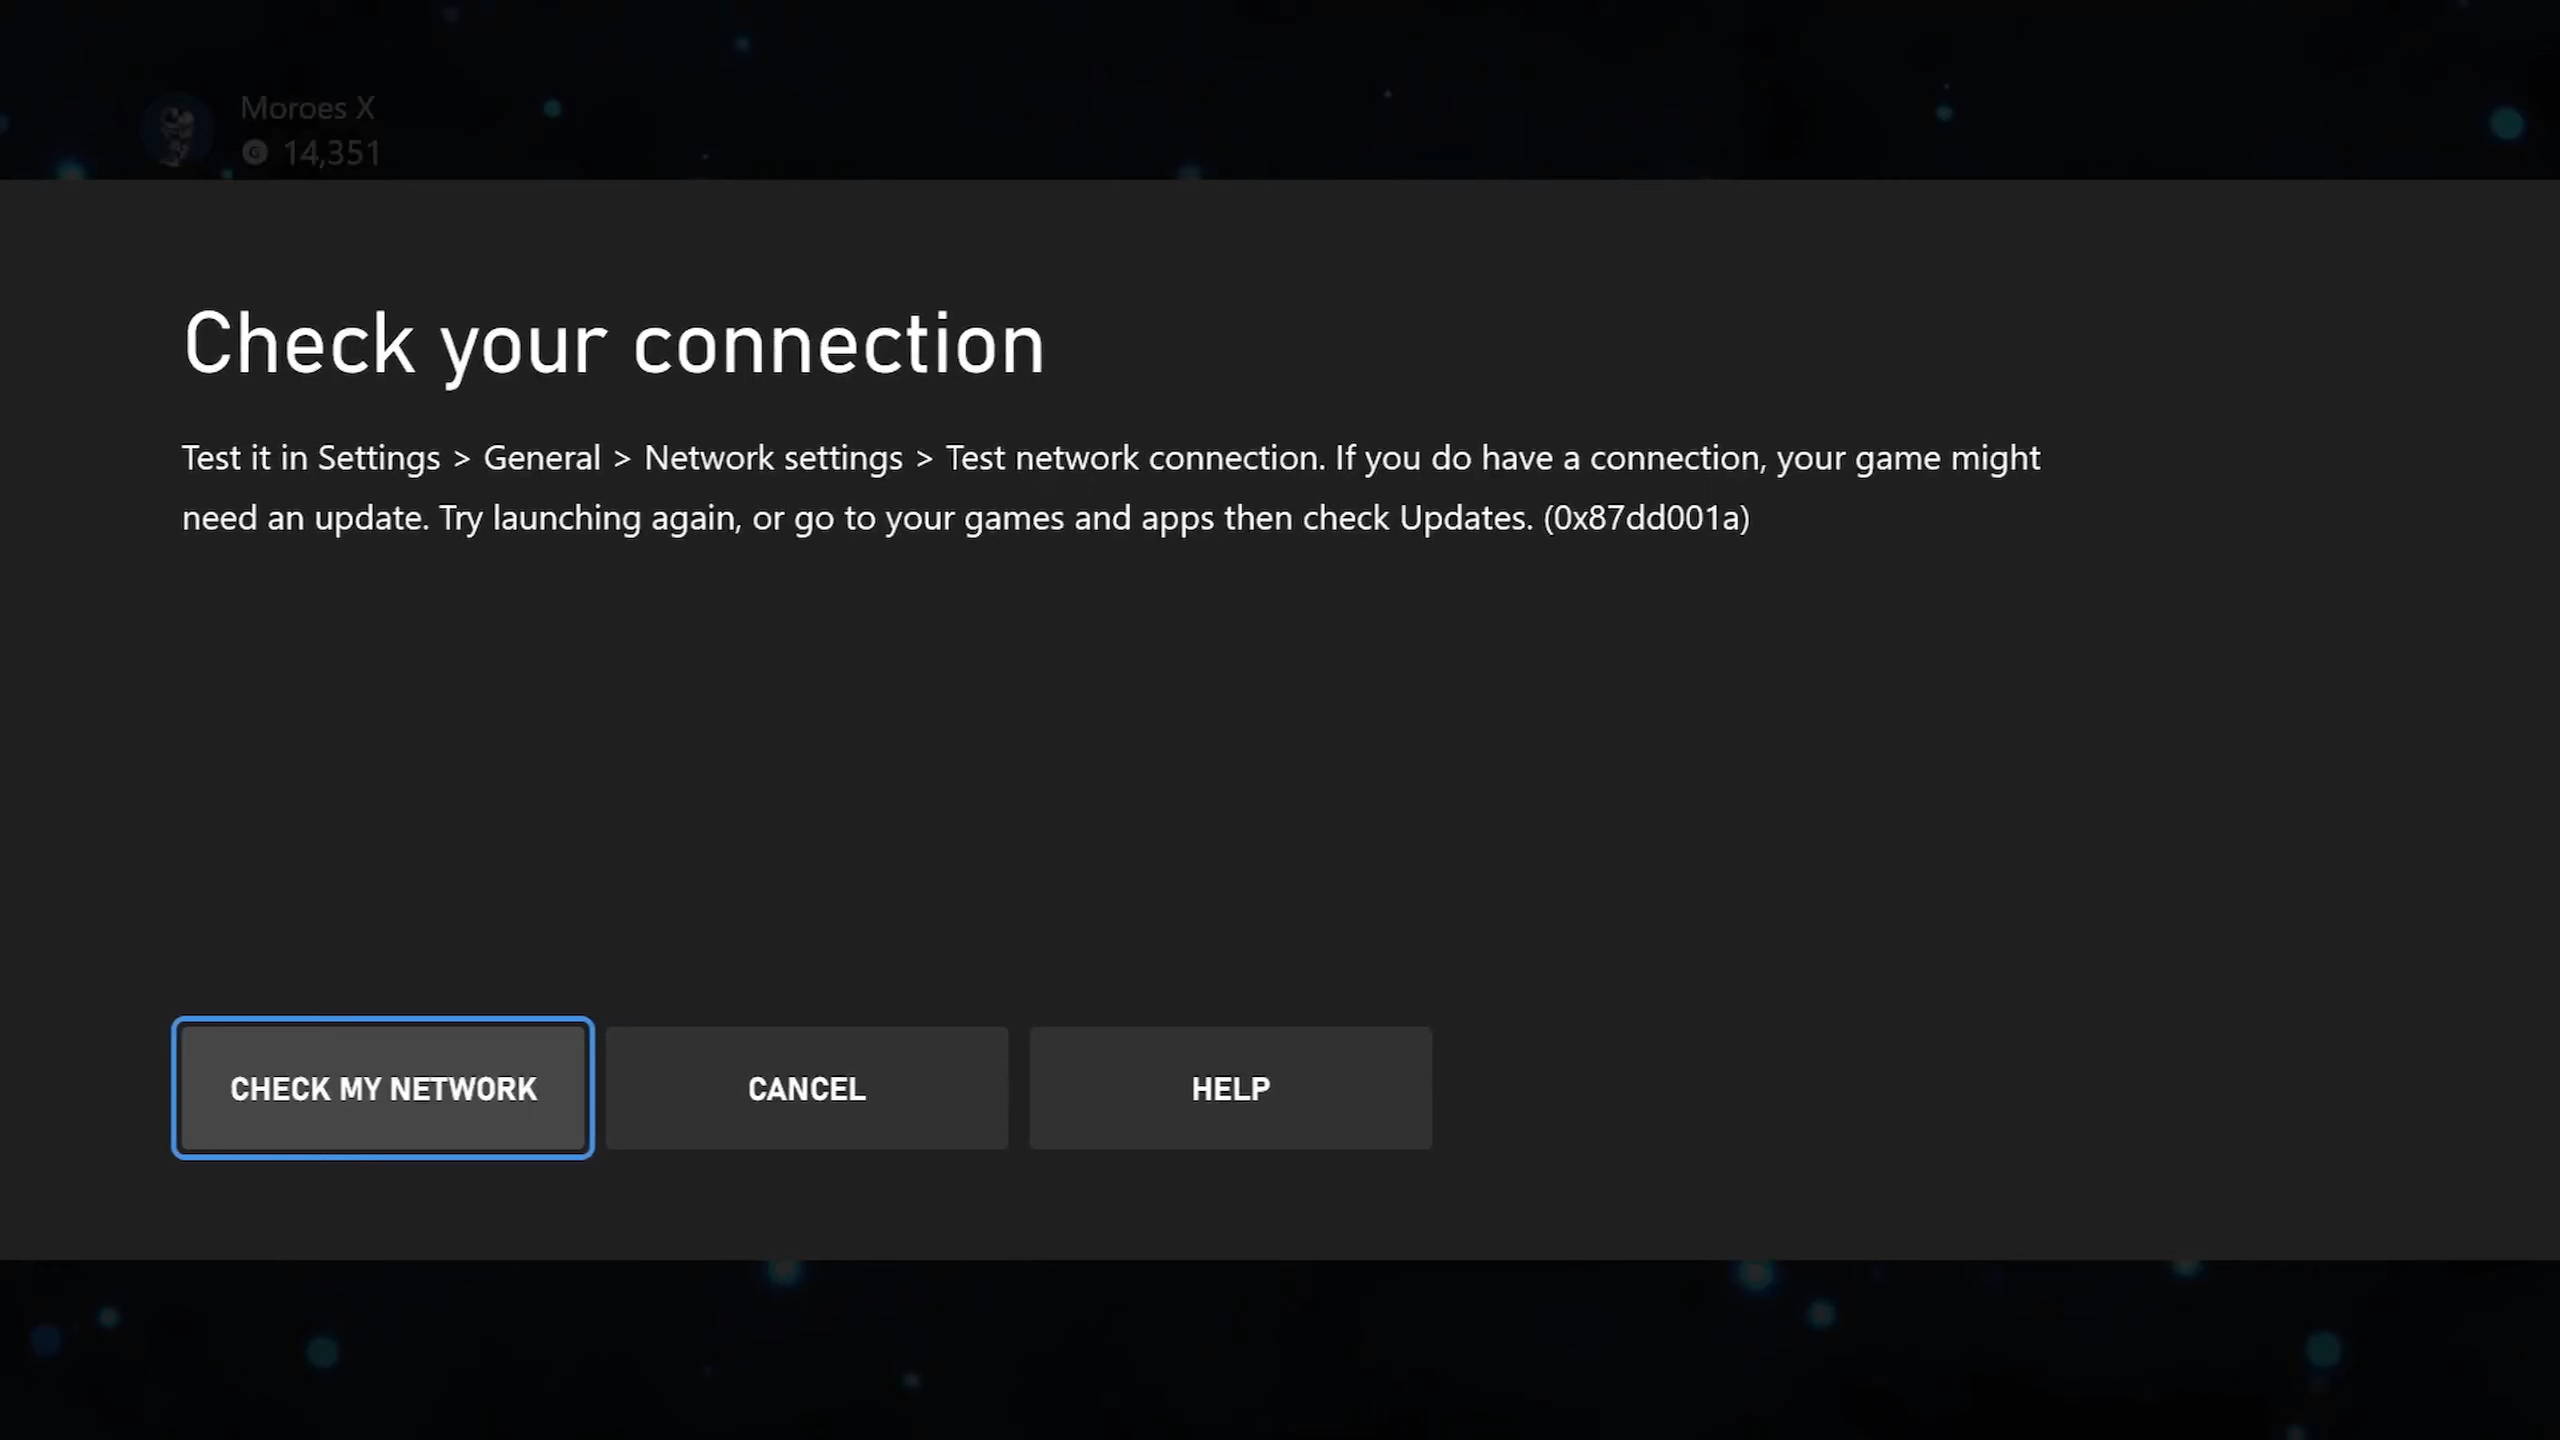 Moroes X
G 14,351
Check your connection
Test it in Settings > General > Network settings > Test network connection. If you do have a connection, your game might
need an update. Try launching again, or go to your games and apps then check Updates. (0x87dd001a)
CHECK MY NETWORK
CANCEL
HELP